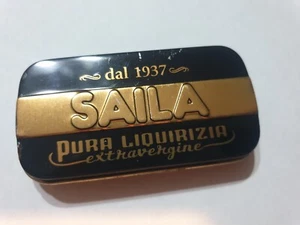 dal 1937
SAILA
PURA LIQUIRIZIA
extravergine